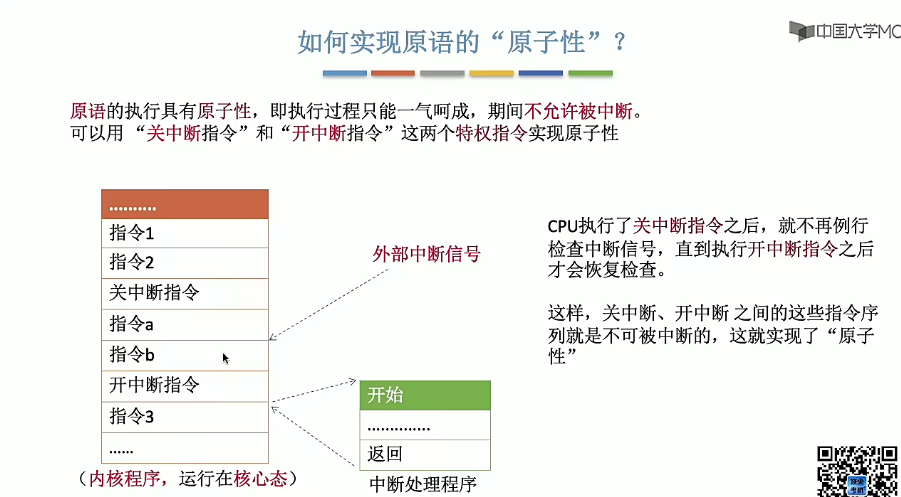 如何实现原语的“原子性”？
中国大学MO
原语的执行具有原子性，即执行过程只能一气呵成，期间不允许被中断。
可以用 “关中断指令”和“开中断指令”这两个特权指令实现原子性
..........
指令1
指令2
关中断指令
指令a
指令b
开中断指令
指令3
......
（内核程序，运行在核心态）
外部中断信号
开始
..............
返回
中断处理程序
CPU执行了关中断指令之后，就不再例行
检查中断信号，直到执行开中断指令之后
才会恢复检查。
这样，关中断、开中断 之间的这些指令序
列就是不可被中断的，这就实现了“原子
性”